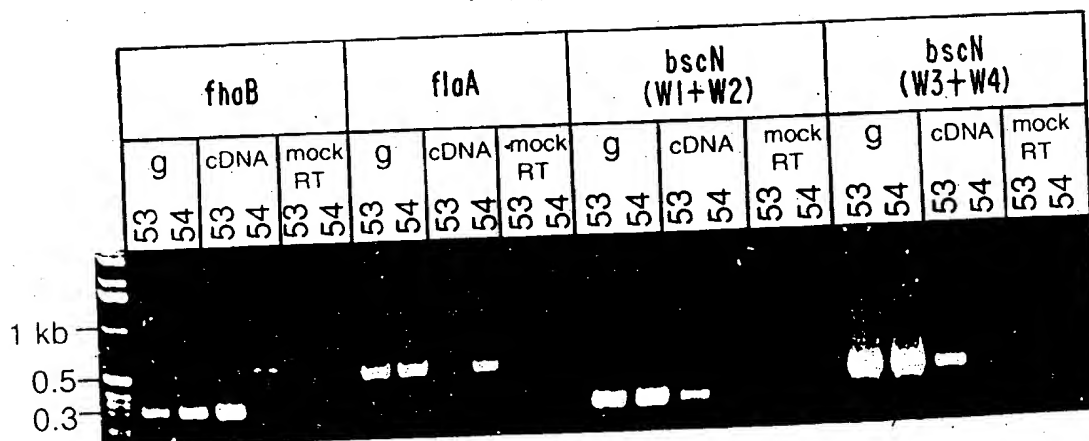 fhaB flaA bscN bscN
(W1+W2) (W3+W4)
g cDNA mock RT g cDNA mock RT g cDNA mock RT g cDNA mock RT
53 54 53 54 53 54 53 54 53 54 53 54 53 54 53 54 53 54 53 54 53 54 53 54
1 kb
0.5
0.3